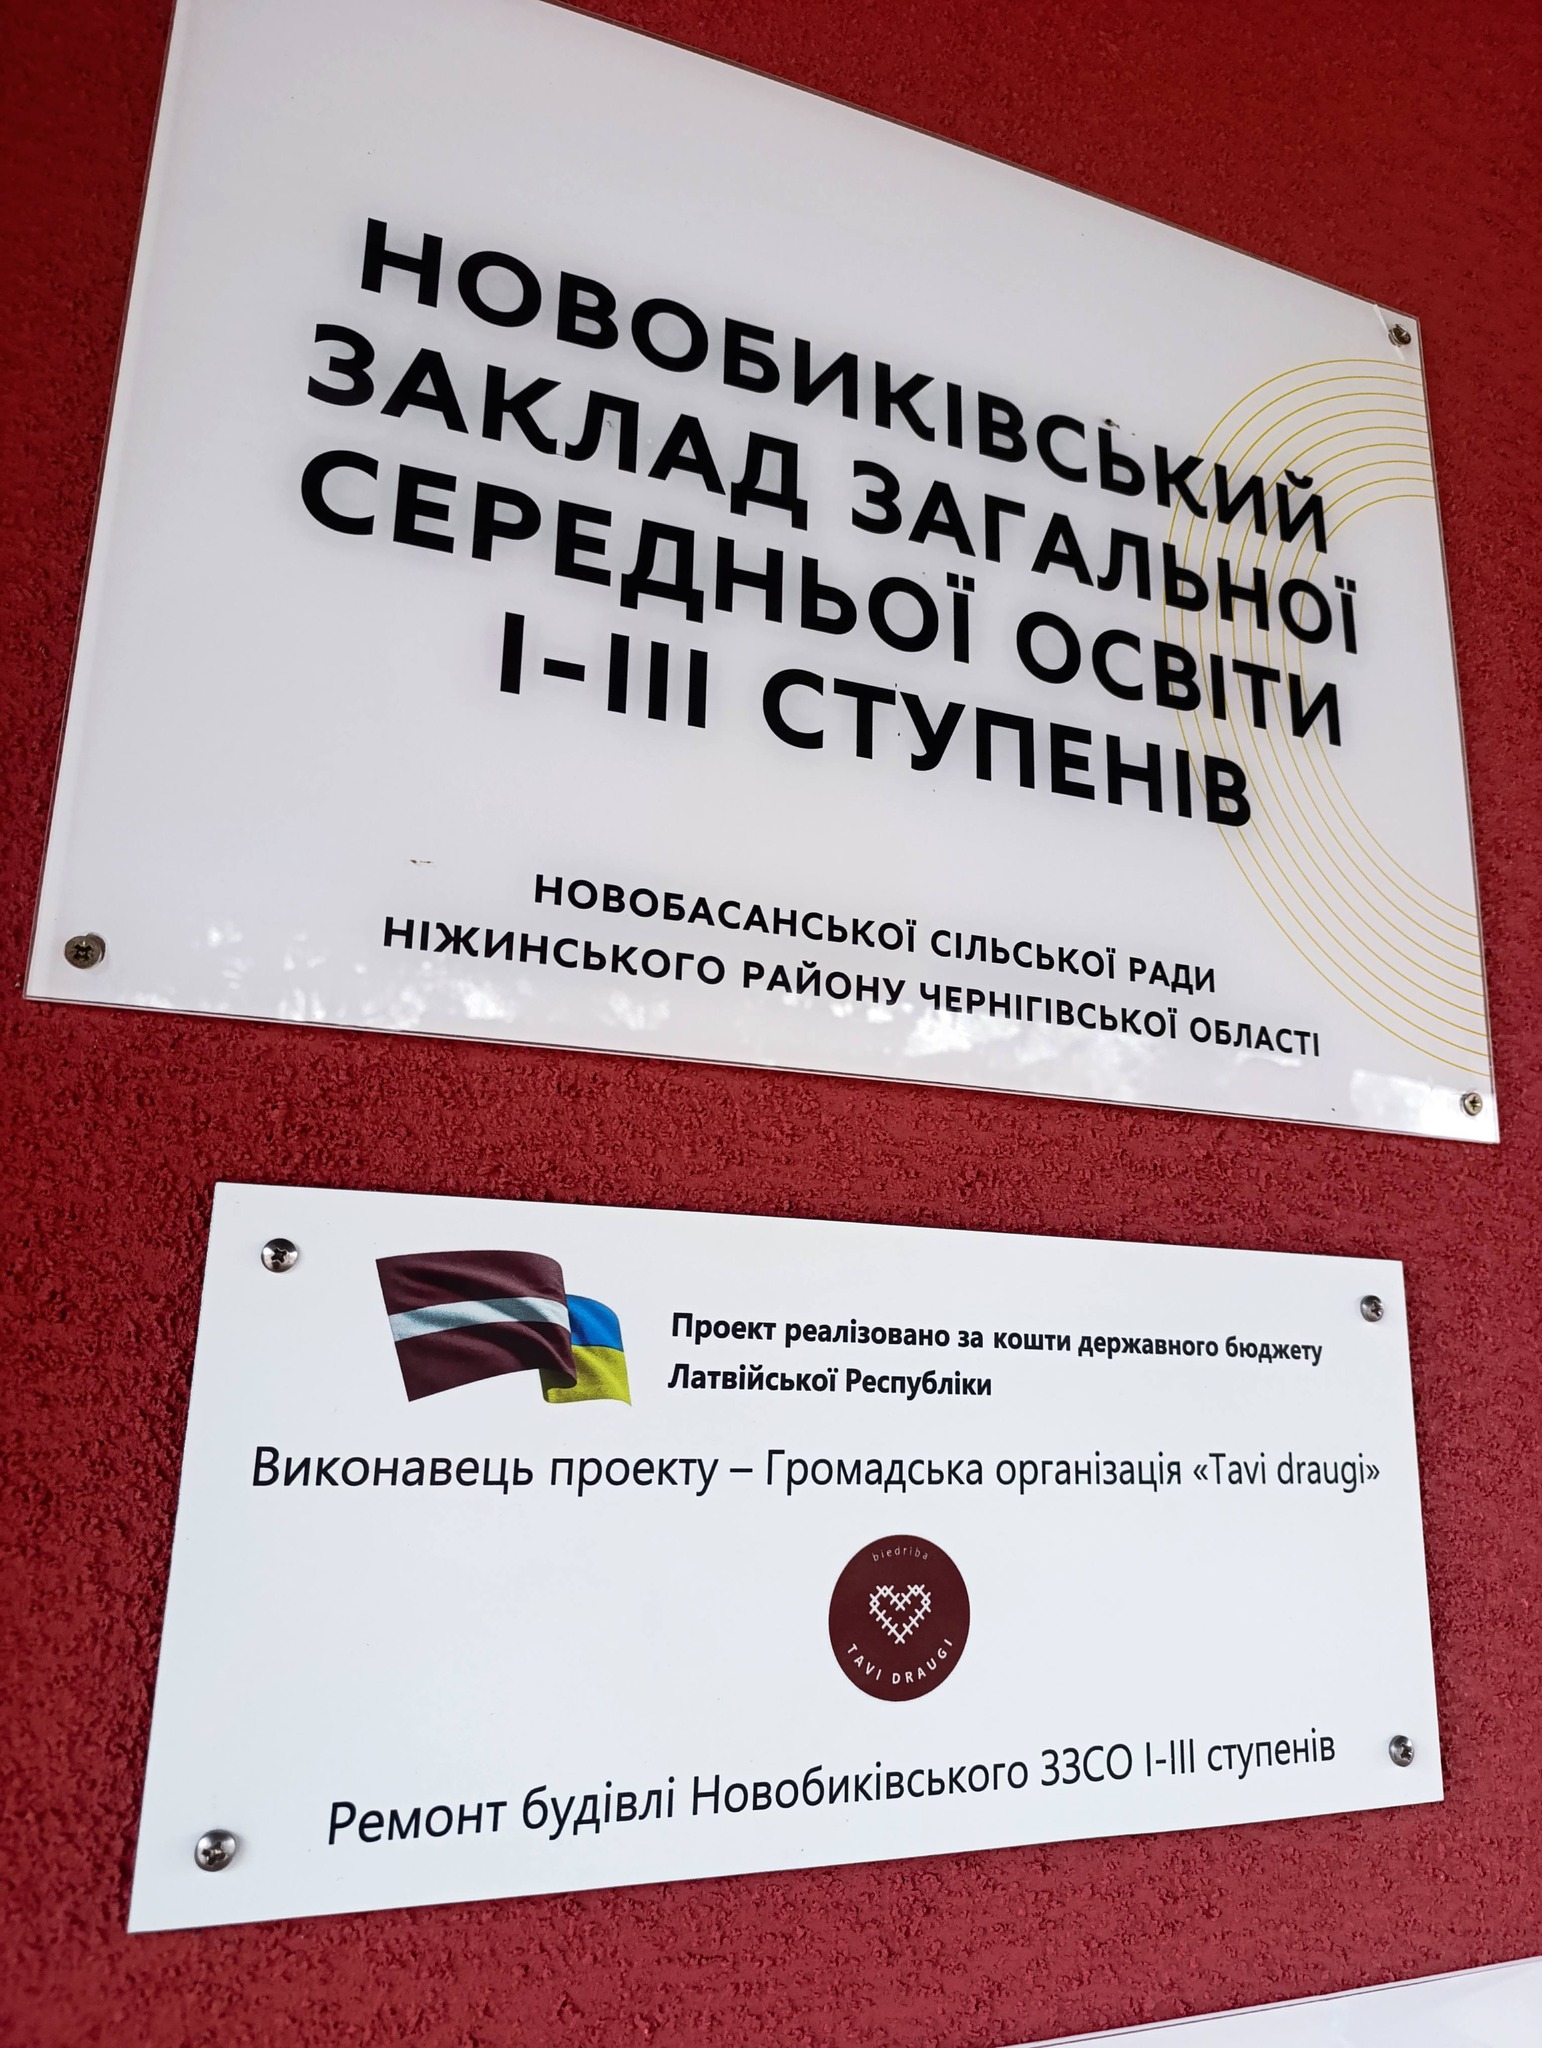 НОВОБИКІВСЬКИЙ
ЗАКЛАД ЗАГАЛЬНОЇ
СЕРЕДНЬОЇ ОСВІТИ
І-ІІІ СТУПЕНІВ
НОВОБАСАНСЬКОЇ СІЛЬСЬКОЇ РАДИ
НІЖИНСЬКОГО РАЙОНУ ЧЕРНІГІВСЬКОЇ ОБЛАСТІ
Проект реалізовано за кошти державного бюджету
Латвійської Республіки
Виконавець проекту – Громадська організація «Tavi draugi»
biedrība
TAVI DRAUGI
Ремонт будівлі Новобиківського ЗЗСО І-ІІІ ступенів